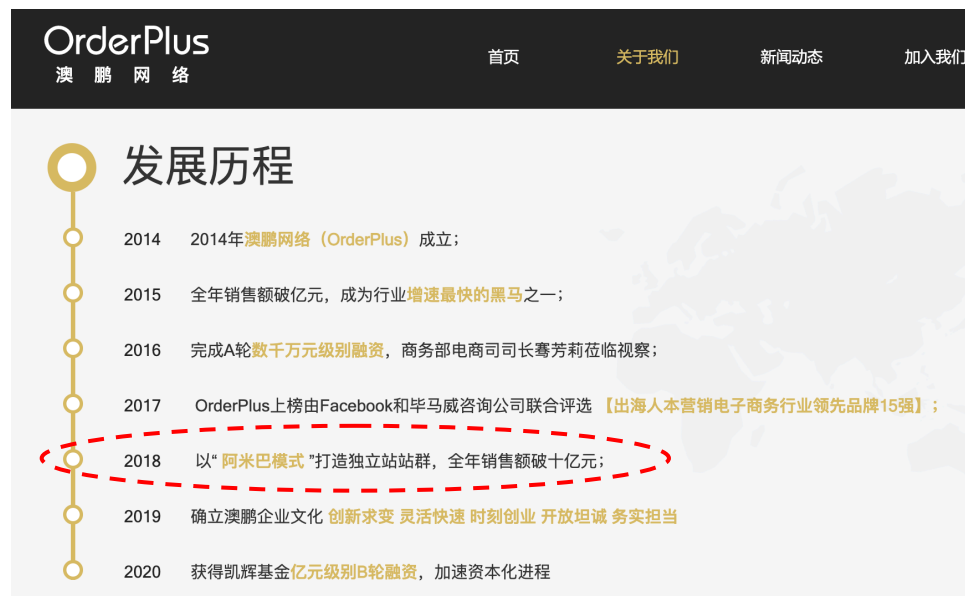 OrderPlus
澳鹏网络
首页 关于我们 新闻动态 加入我们
发展历程
2014 2014年澳鹏网络（OrderPlus）成立；
2015 全年销售额破亿元，成为行业增速最快的黑马之一；
2016 完成A轮数千万元级别融资，商务部电商司司长骞芳莉莅临视察；
2017 OrderPlus上榜由Facebook和毕马威咨询公司联合评选【出海人本营销电子商务行业领先品牌15强】；
2018 以“阿米巴模式”打造独立站站群，全年销售额破十亿元；
2019 确立澳鹏企业文化 创新求变 灵活快速 时刻创业 开放坦诚 务实担当
2020 获得凯辉基金亿元级别B轮融资，加速资本化进程